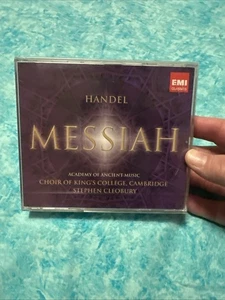 EMI
CLASSICS
HANDEL
MESSIAH
ACADEMY OF ANCIENT MUSIC
CHOIR OF KING'S COLLEGE, CAMBRIDGE
STEPHEN CLEOBURY